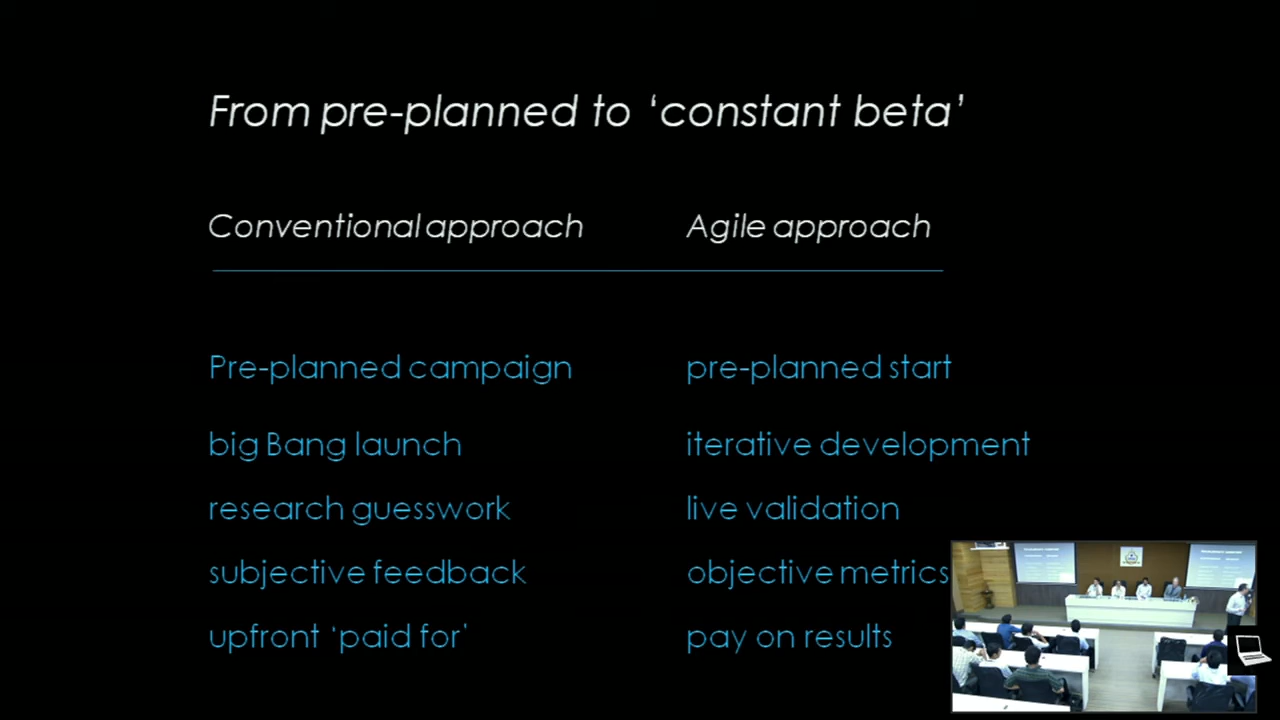 From pre-planned to ‘constant beta’
Conventional approach Agile approach
Pre-planned campaign pre-planned start
big Bang launch iterative development
research guesswork live validation
subjective feedback objective metrics
upfront ‘paid for’ pay on results